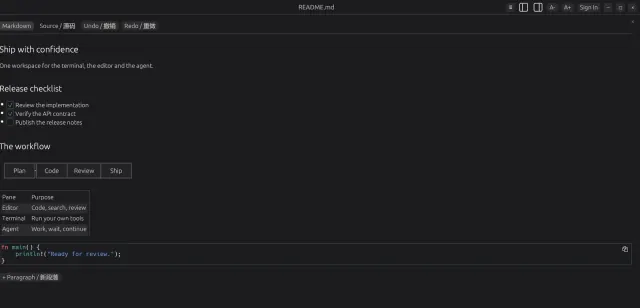 README.md
A- A+ Sign In
Markdown Source / 源码 Undo / 撤销 Redo / 重做
Ship with confidence
One workspace for the terminal, the editor and the agent.
Release checklist
Review the implementation
Verify the API contract
Publish the release notes
The workflow
Plan Code Review Ship
Pane Purpose
Editor Code, search, review
Terminal Run your own tools
Agent Work, wait, continue
fn main() {
println!("Ready for review.");
}
+ Paragraph / 新段落